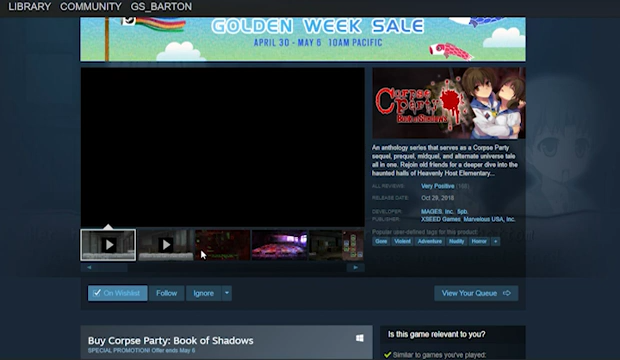 LIBRARY COMMUNITY GS_BARTON
GOLDEN WEEK SALE
APRIL 30 - MAY 6 10AM PACIFIC
Corpse Party
Book of Shadows
An anthology series that serves as a Corpse Party
sequel, prequel, midquel, and alternate universe tale
all in one. Rejoin old friends for a deeper dive into the
haunted halls of Heavenly Host Elementary...
ALL REVIEWS: Very Positive
RELEASE DATE: Oct 29, 2018
DEVELOPER: MAGES. Inc, 5pb.
PUBLISHER: XSEED Games, Marvelous USA, Inc.
Popular user-defined tags for this product:
Gore Violent Adventure Nudity Horror +
On Wishlist Follow Ignore View Your Queue
Buy Corpse Party: Book of Shadows
SPECIAL PROMOTION! Offer ends May 6
Is this game relevant to you?
Similar to games you've played: